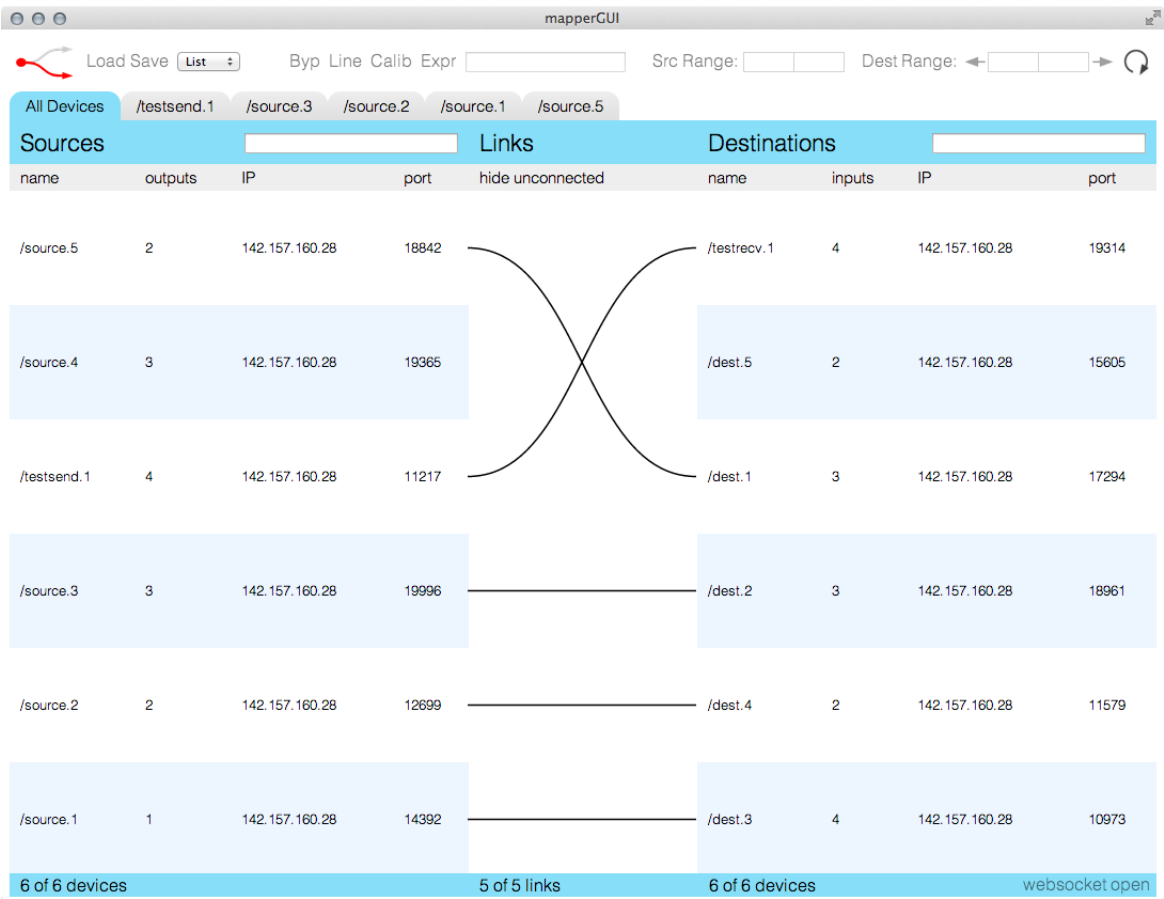 mapperGUI
Load Save List Byp Line Calib Expr Src Range: Dest Range:
All Devices /testsend.1 /source.3 /source.2 /source.1 /source.5
Sources Links Destinations
name outputs IP port hide unconnected name inputs IP port
/source.5 2 142.157.160.28 18842 /testrecv.1 4 142.157.160.28 19314
/source.4 3 142.157.160.28 19365 /dest.5 2 142.157.160.28 15605
/testsend.1 4 142.157.160.28 11217 /dest.1 3 142.157.160.28 17294
/source.3 3 142.157.160.28 19996 /dest.2 3 142.157.160.28 18961
/source.2 2 142.157.160.28 12699 /dest.4 2 142.157.160.28 11579
/source.1 1 142.157.160.28 14392 /dest.3 4 142.157.160.28 10973
6 of 6 devices 5 of 5 links 6 of 6 devices websocket open